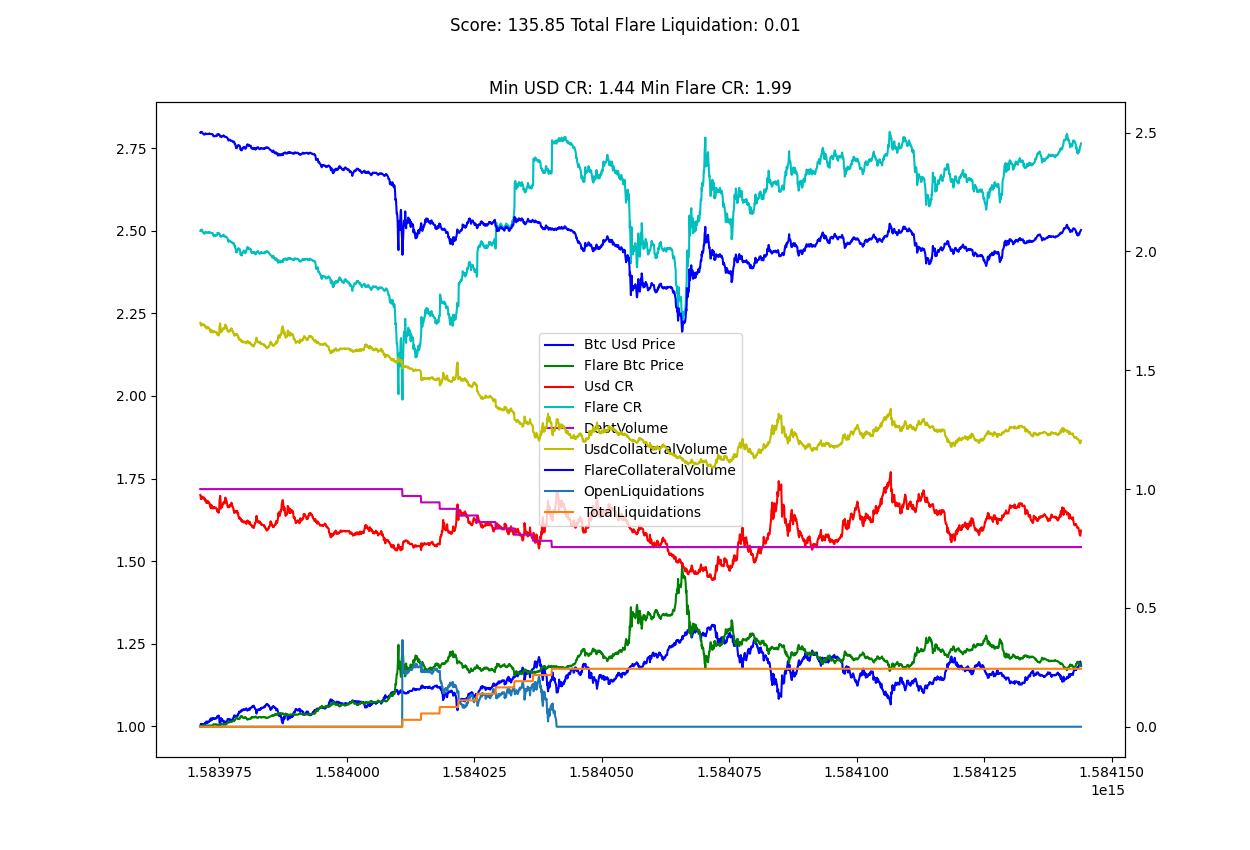 Score: 135.85 Total Flare Liquidation: 0.01
Min USD CR: 1.44 Min Flare CR: 1.99
2.75
2.50
2.25
2.00
1.75
1.50
1.25
1.00
2.5
2.0
1.5
1.0
0.5
0.0
Btc Usd Price
Flare Btc Price
Usd CR
Flare CR
DebtVolume
UsdCollateralVolume
FlareCollateralVolume
OpenLiquidations
TotalLiquidations
1.583975 1.584000 1.584025 1.584050 1.584075 1.584100 1.584125 1.584150
1e15